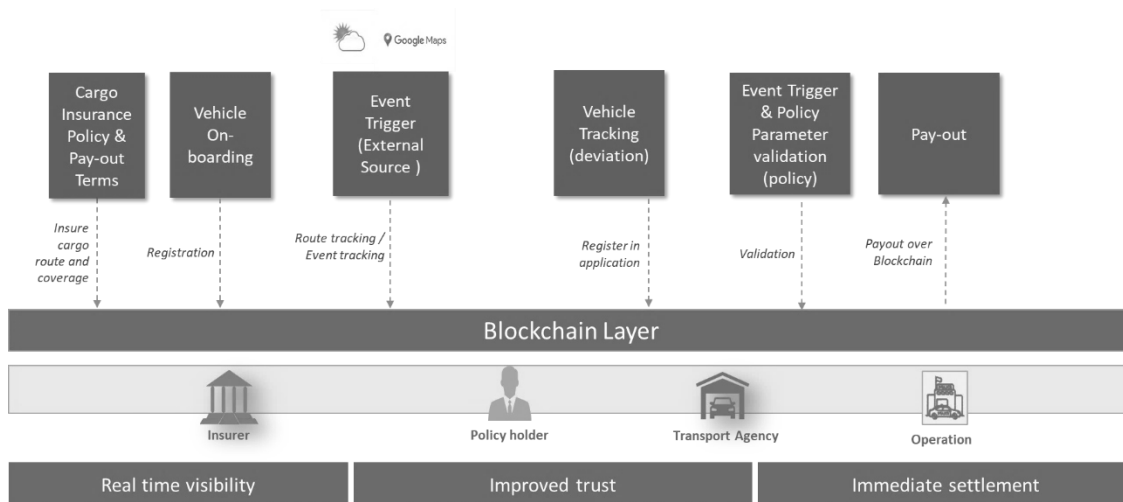 Google Maps
Cargo
Insurance
Policy &
Pay-out
Terms
Vehicle
On-
boarding
Event
Trigger
(External
Source )
Vehicle
Tracking
(deviation)
Event Trigger
& Policy
Parameter
validation
(policy)
Pay-out
Insure
cargo
route and
coverage
Registration
Route tracking /
Event tracking
Register in
application
Validation
Payout over
Blockchain
Blockchain Layer
Insurer
Policy holder
Transport Agency
Operation
Real time visibility
Improved trust
Immediate settlement